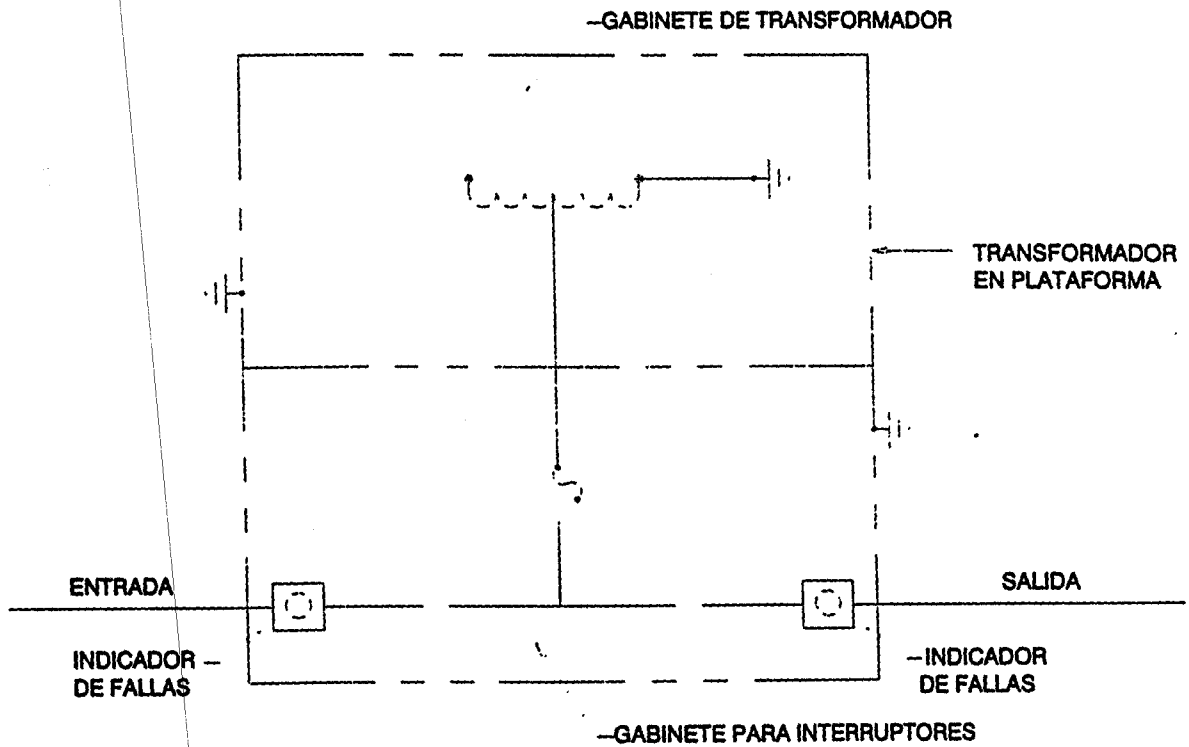 –GABINETE DE TRANSFORMADOR
TRANSFORMADOR
EN PLATAFORMA
ENTRADA
SALIDA
INDICADOR –
DE FALLAS
–INDICADOR
DE FALLAS
–GABINETE PARA INTERRUPTORES